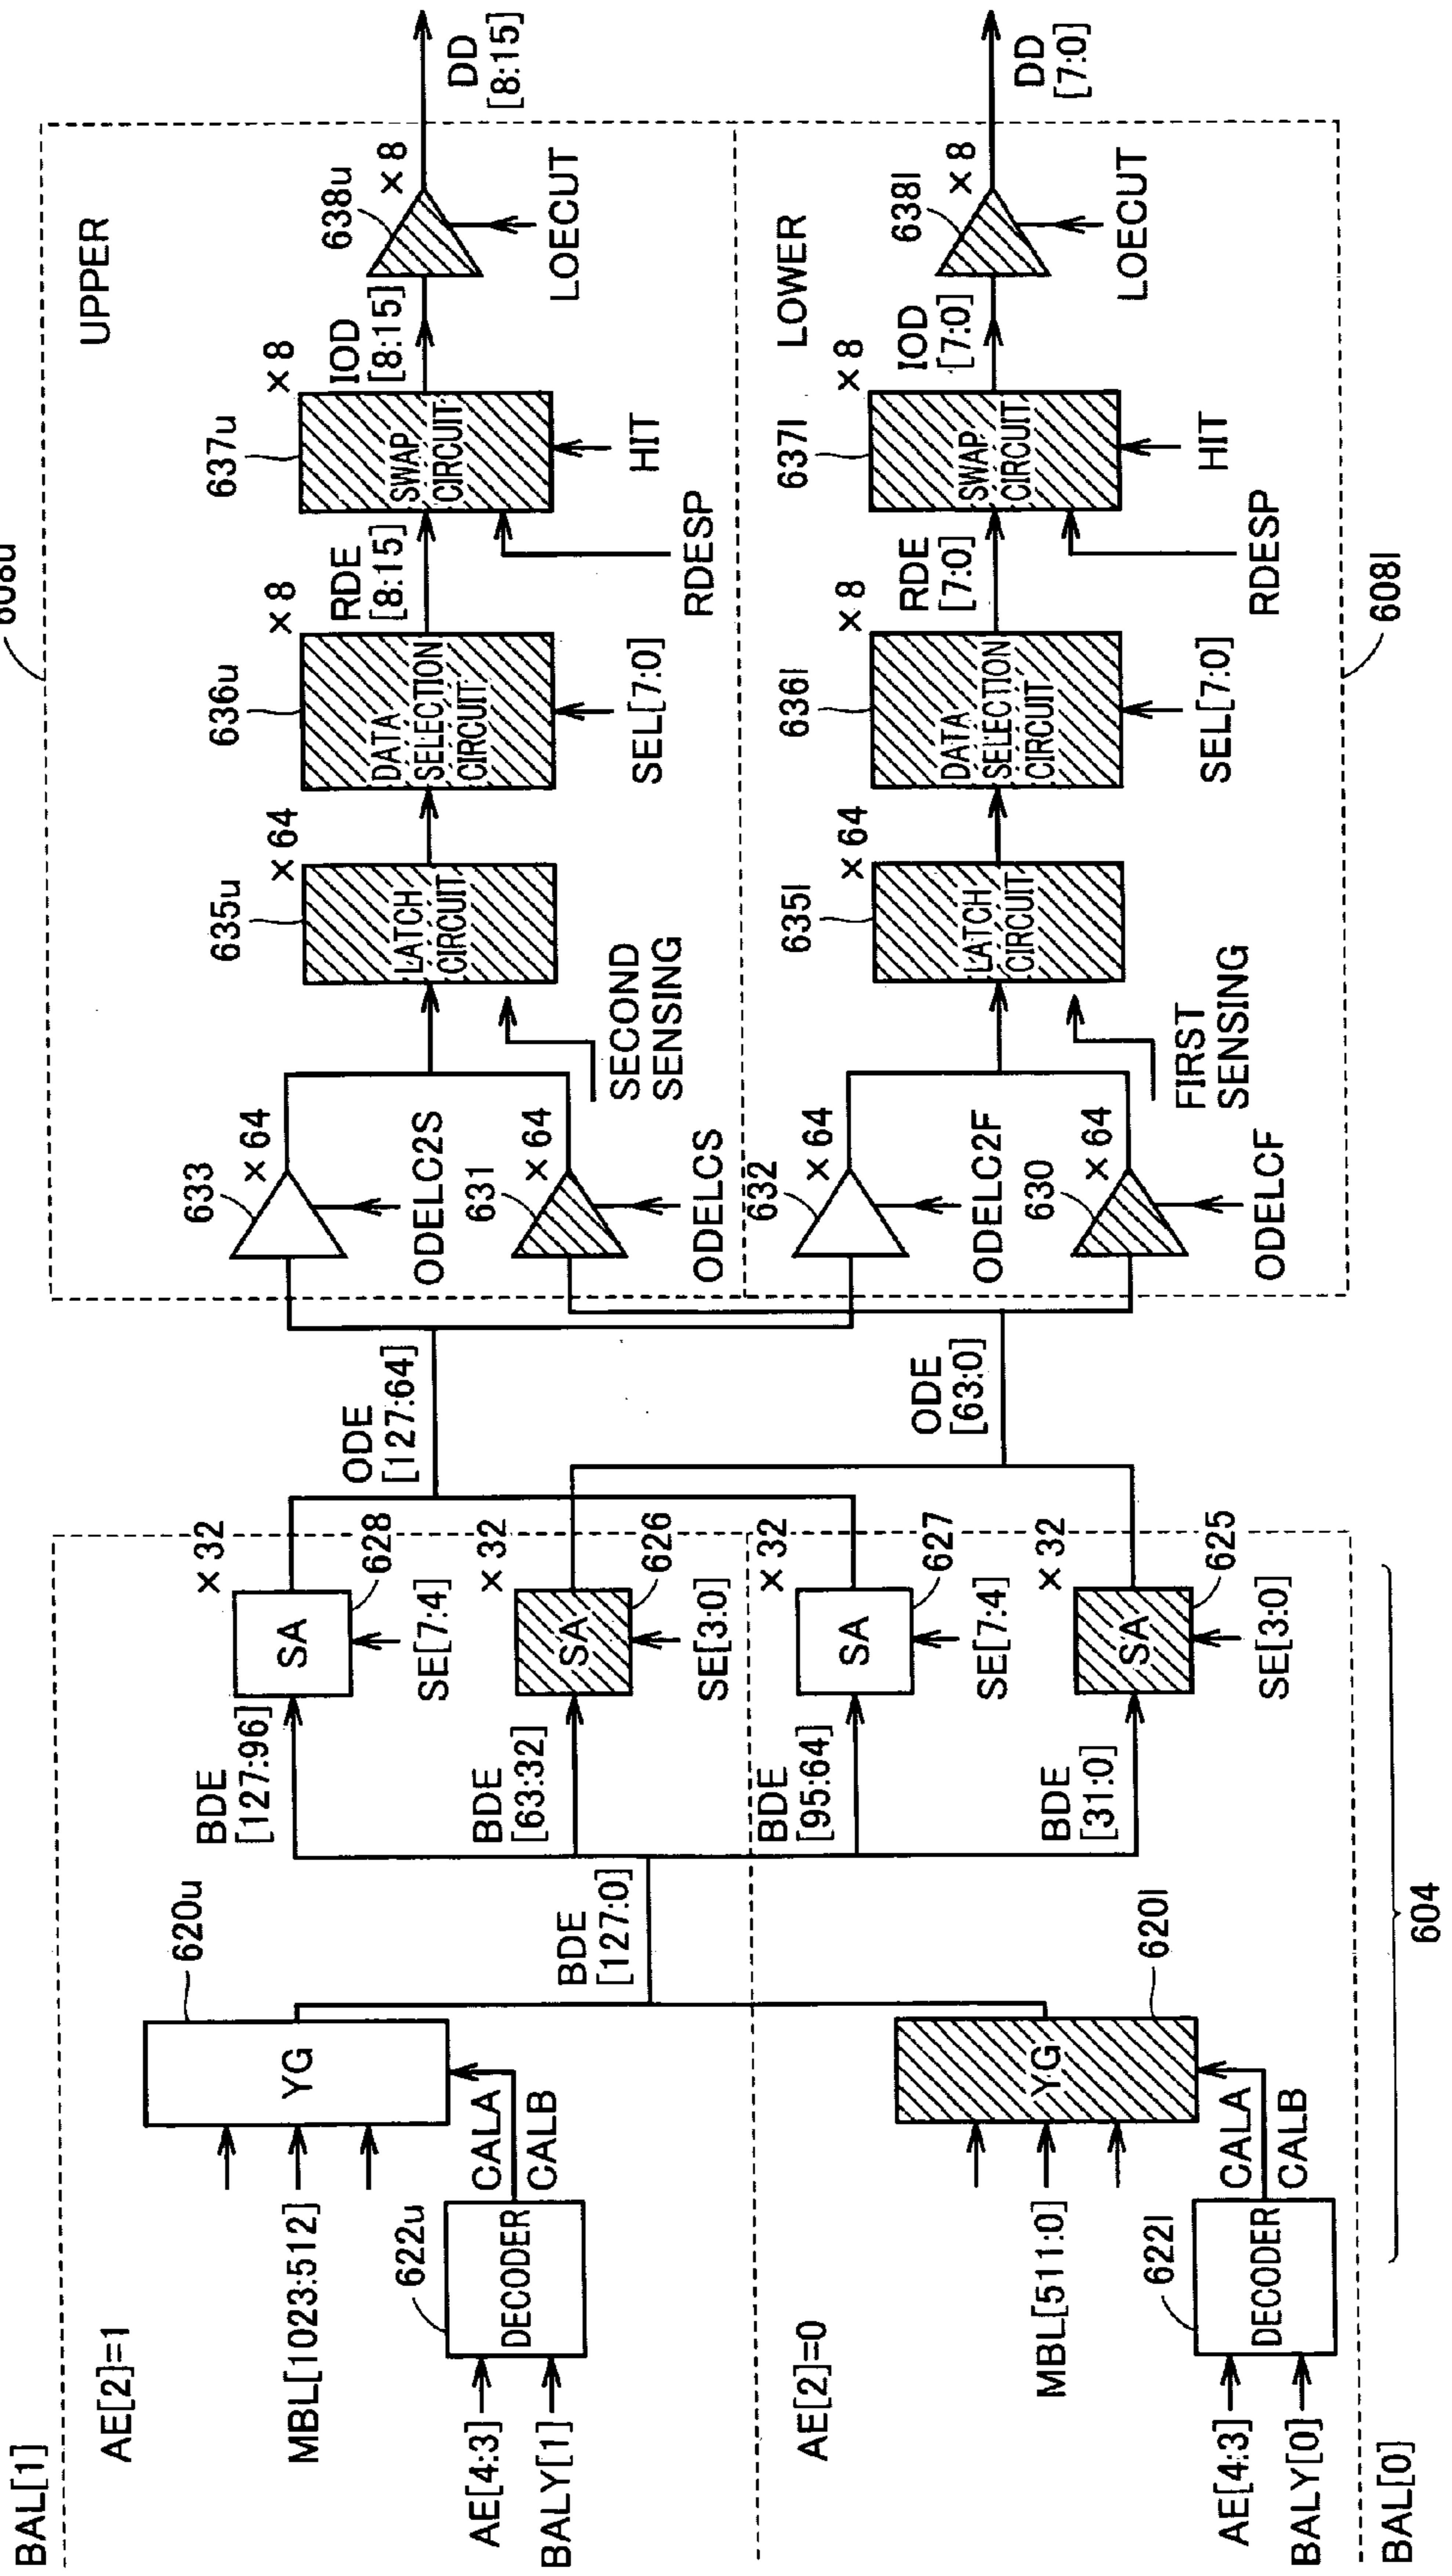 608u
UPPER
638u
× 8
DD
[8:15]
LOECUT
IOD
[8:15]
× 8
637u
SWAP
CIRCUIT
HIT
RDESP
RDE
[8:15]
× 8
636u
DATA
SELECTION
CIRCUIT
SEL[7:0]
× 64
635u
LATCH
CIRCUIT
SECOND
SENSING
× 64
633
ODELC2S
× 64
631
ODELCS
LOWER
638l
× 8
DD
[7:0]
LOECUT
IOD
[7:0]
× 8
637l
SWAP
CIRCUIT
HIT
RDESP
RDE
[7:0]
× 8
636l
DATA
SELECTION
CIRCUIT
SEL[7:0]
× 64
635l
LATCH
CIRCUIT
FIRST
SENSING
× 64
632
ODELC2F
× 64
630
ODELCF
608l
ODE
[127:64]
ODE
[63:0]
× 32
628
SA
SE[7:4]
BDE
[127:96]
× 32
626
SA
SE[3:0]
BDE
[63:32]
× 32
627
SA
SE[7:4]
BDE
[95:64]
× 32
625
SA
SE[3:0]
BDE
[31:0]
BDE
[127:0]
620u
YG
CALA
CALB
MBL[1023:512]
622u
DECODER
AE[4:3]
BALY[1]
AE[2]=1
BAL[1]
620l
YG
CALA
CALB
MBL[511:0]
622l
DECODER
AE[4:3]
BALY[0]
AE[2]=0
BAL[0]
604